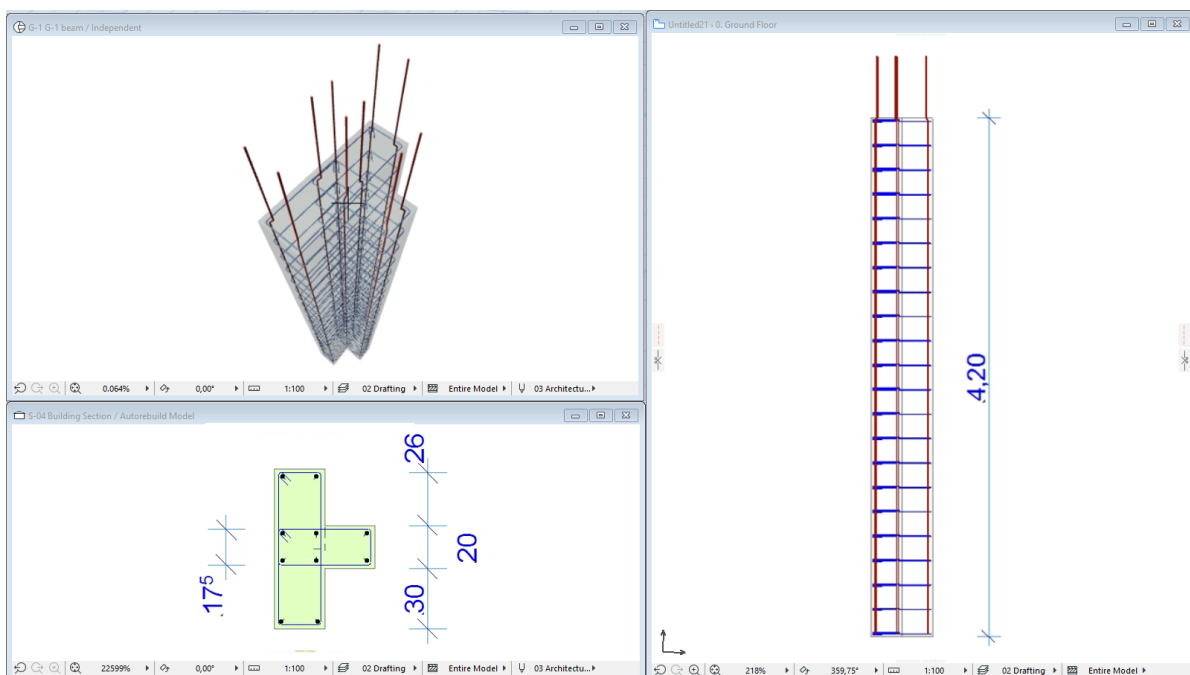 G-1 G-1 beam / Independent
0.064%
0,00°
1:100
02 Drafting
Entire Model
03 Architectu...
S-04 Building Section / Autorebuild Model
.26
20
.30
.17⁵
22599%
0,00°
1:100
02 Drafting
Entire Model
03 Architectu...
Untitled21 › 0. Ground Floor
4,20
218%
359,75°
1:100
02 Drafting
Entire Model